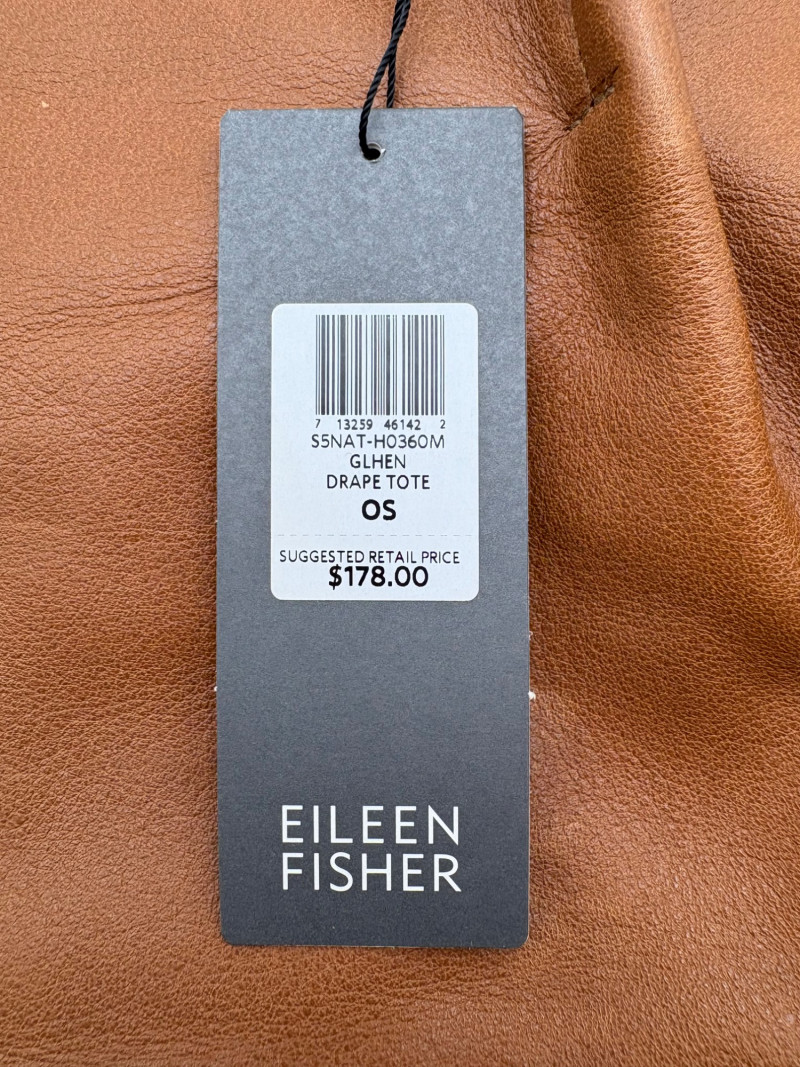 7 13259 46142 2
S5NAT-H0360M
GLHEN
DRAPE TOTE
OS
SUGGESTED RETAIL PRICE
$178.00
EILEEN
FISHER